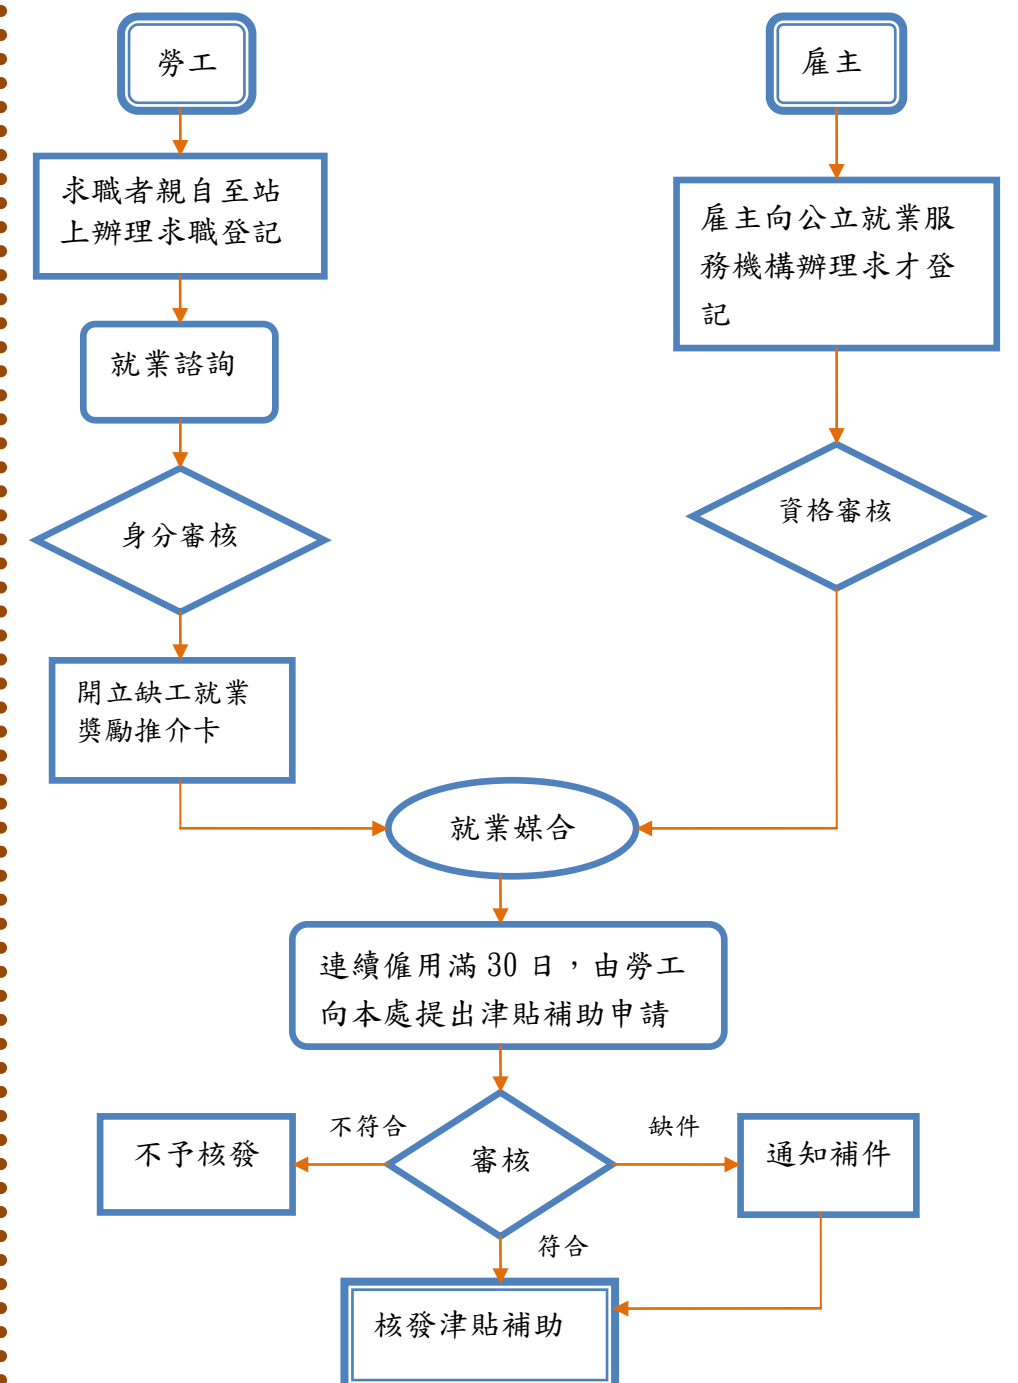 勞工
雇主
求職者親自至站
上辦理求職登記
雇主向公立就業服
務機構辦理求才登
記
就業諮詢
資格審核
身分審核
開立缺工就業
獎勵推介卡
就業媒合
連續僱用滿 30 日，由勞工
向本處提出津貼補助申請
不符合
缺件
不予核發
審核
通知補件
符合
核發津貼補助